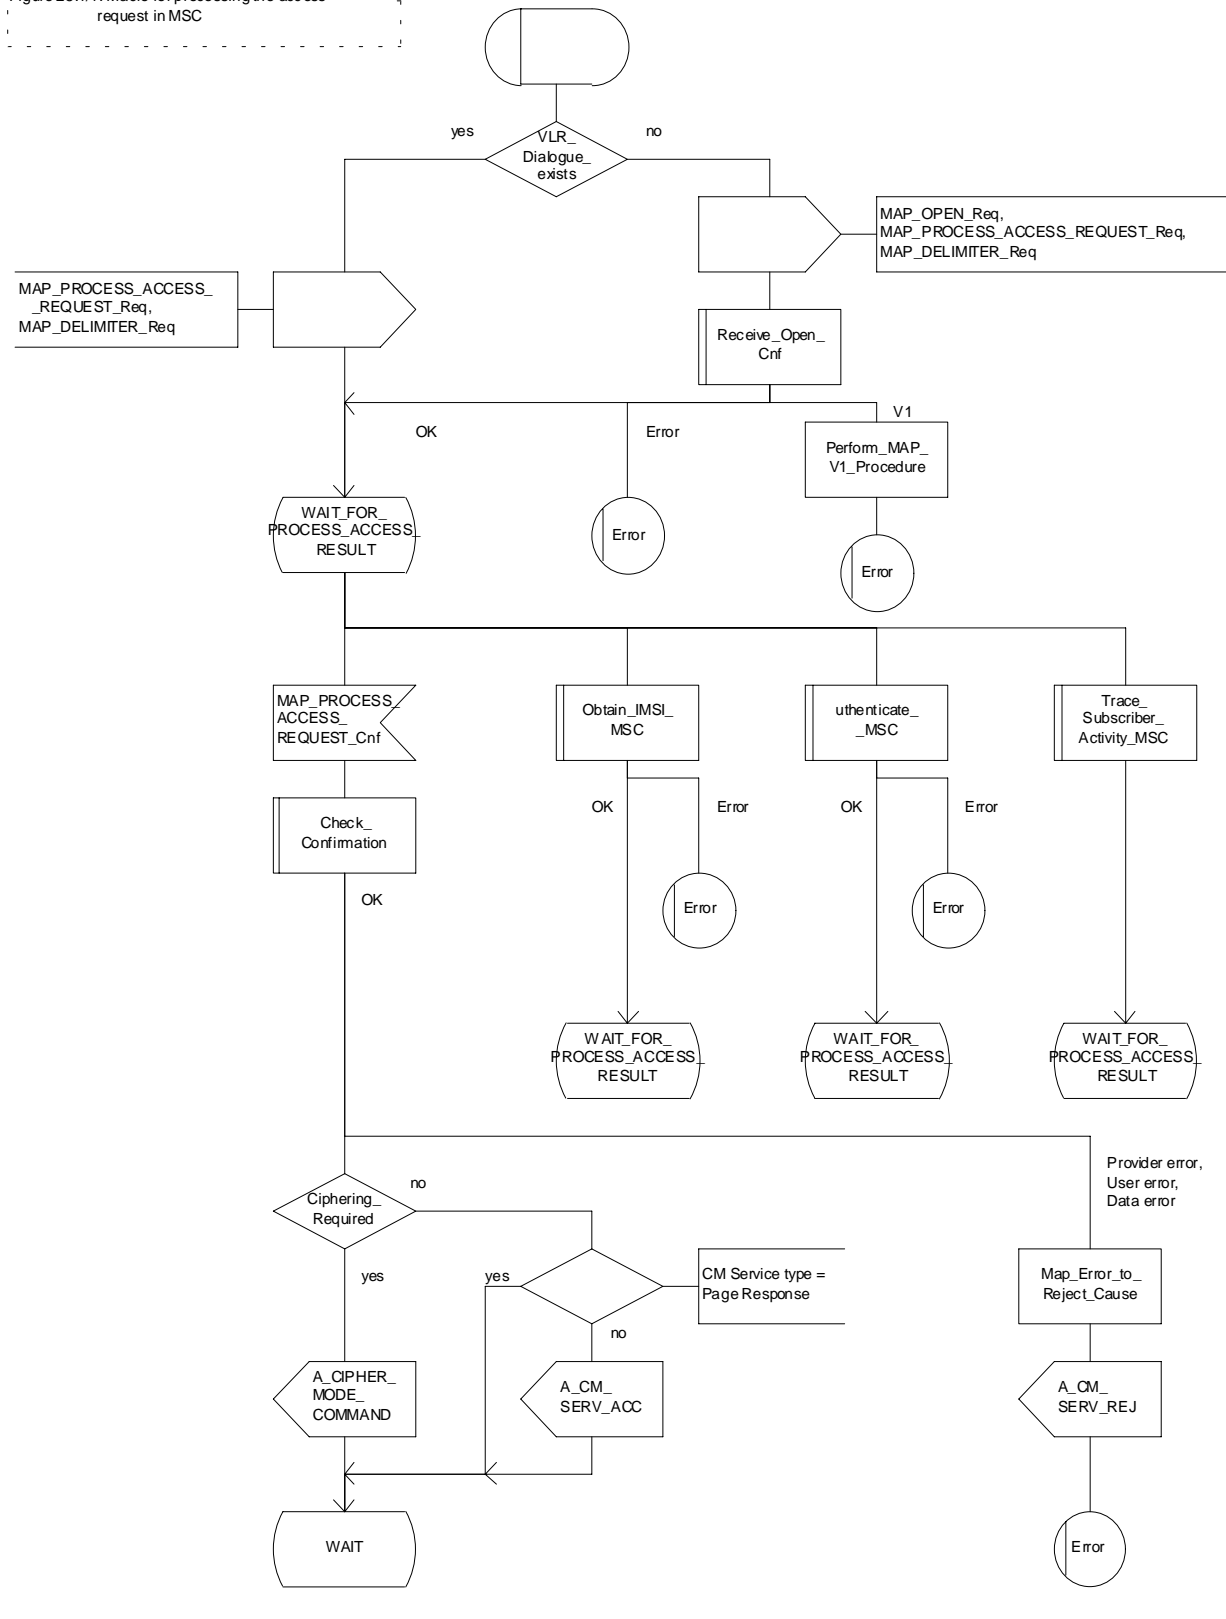 request in MSC
yes
no
VLR_
Dialogue_
exists
MAP_OPEN_Req,
MAP_PROCESS_ACCESS_REQUEST_Req,
MAP_DELIMITER_Req
MAP_PROCESS_ACCESS_
_REQUEST_Req,
MAP_DELIMITER_Req
Receive_Open_
Cnf
OK
Error
V1
Perform_MAP_
V1_Procedure
WAIT_FOR_
PROCESS_ACCESS_
RESULT
Error
Error
MAP_PROCESS_
ACCESS_
REQUEST_Cnf
Obtain_IMSI_
MSC
uthenticate_
_MSC
Trace_
Subscriber_
Activity_MSC
OK
Error
OK
Error
Check_
Confirmation
OK
Error
Error
WAIT_FOR_
PROCESS_ACCESS_
RESULT
WAIT_FOR_
PROCESS_ACCESS_
RESULT
WAIT_FOR_
PROCESS_ACCESS_
RESULT
Provider error,
User error,
Data error
Ciphering_
Required
no
yes
yes
CM Service type =
Page Response
no
Map_Error_to_
Reject_Cause
A_CIPHER_
MODE_
COMMAND
A_CM_
SERV_ACC
A_CM_
SERV_REJ
WAIT
Error